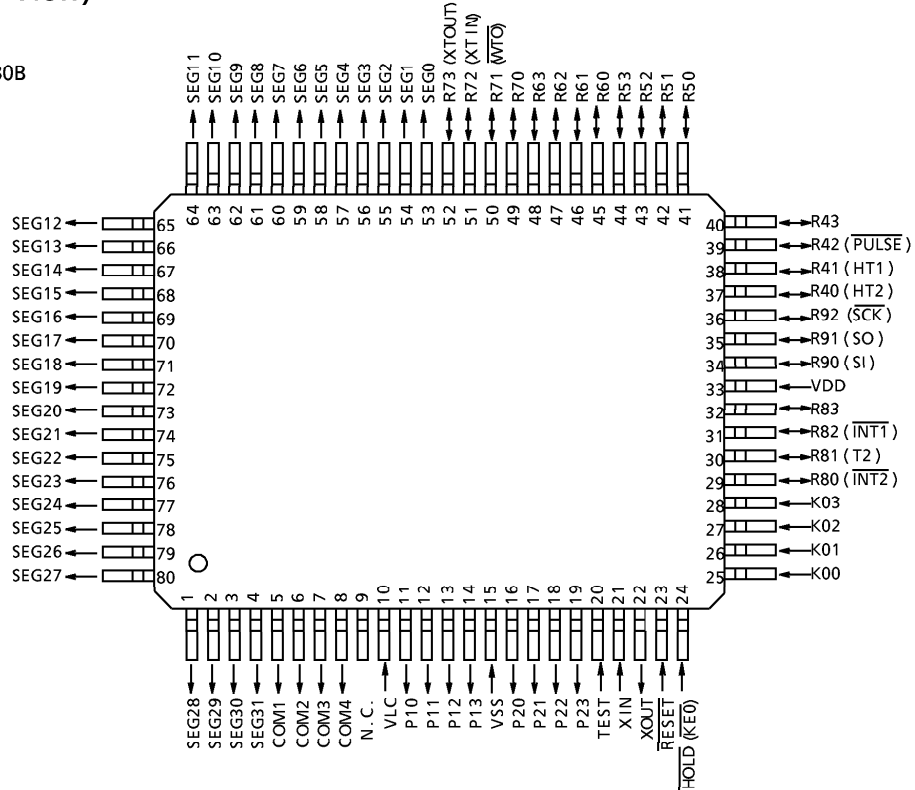 30B
SEG11 SEG10 SEG9 SEG8 SEG7 SEG6 SEG5 SEG4 SEG3 SEG2 SEG1 SEG0 R73 (XTOUT) R72 (XT IN) R71 (WTO) R70 R63 R62 R61 R60 R53 R52 R51 R50
64 63 62 61 60 59 58 57 56 55 54 53 52 51 50 49 48 47 46 45 44 43 42 41
SEG12 65 40 R43
SEG13 66 39 R42 (PULSE)
SEG14 67 38 R41 (HT1)
SEG15 68 37 R40 (HT2)
SEG16 69 36 R92 (SCK)
SEG17 70 35 R91 (SO)
SEG18 71 34 R90 (SI)
SEG19 72 33 VDD
SEG20 73 32 R83
SEG21 74 31 R82 (INT1)
SEG22 75 30 R81 (T2)
SEG23 76 29 R80 (INT2)
SEG24 77 28 K03
SEG25 78 27 K02
SEG26 79 26 K01
SEG27 80 25 K00
1 2 3 4 5 6 7 8 9 10 11 12 13 14 15 16 17 18 19 20 21 22 23 24
SEG28 SEG29 SEG30 SEG31 COM1 COM2 COM3 COM4 N.C. VLC P10 P11 P12 P13 VSS P20 P21 P22 P23 TEST XIN XOUT RESET HOLD (KE0)